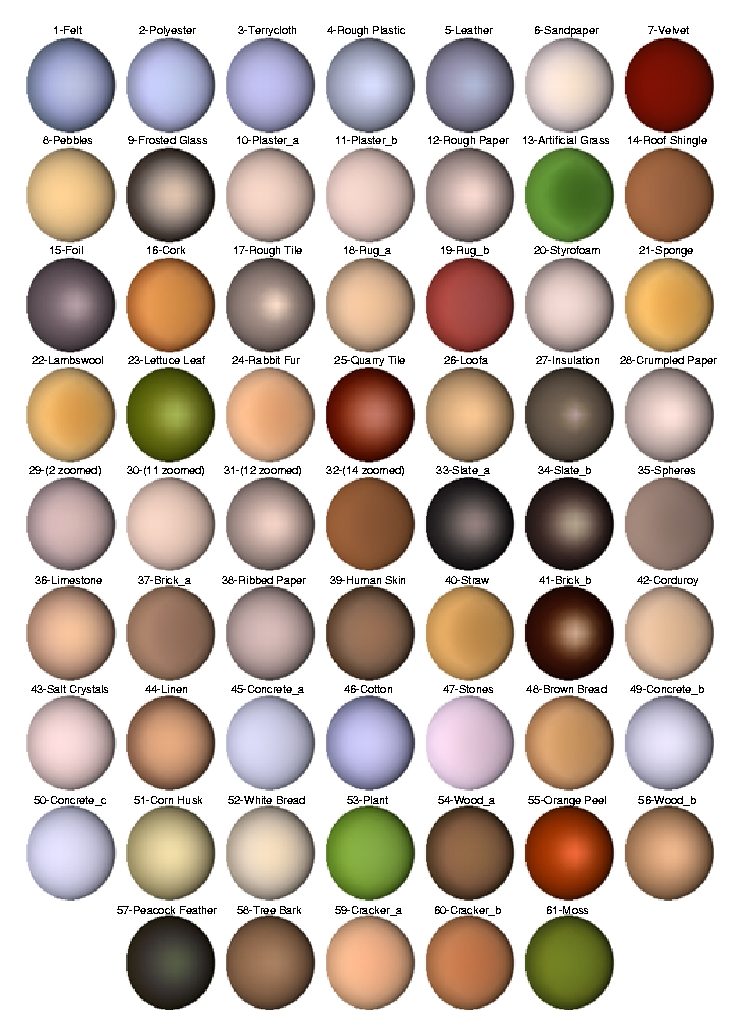 1-Felt 2-Polyester 3-Terrycloth 4-Rough Plastic 5-Leather 6-Sandpaper 7-Velvet
8-Pebbles 9-Frosted Glass 10-Plaster_a 11-Plaster_b 12-Rough Paper 13-Artificial Grass 14-Roof Shingle
15-Foil 16-Cork 17-Rough Tile 18-Rug_a 19-Rug_b 20-Styrofoam 21-Sponge
22-Lambswool 23-Lettuce Leaf 24-Rabbit Fur 25-Quarry Tile 26-Loofa 27-Insulation 28-Crumpled Paper
29-(2 zoomed) 30-(11 zoomed) 31-(12 zoomed) 32-(14 zoomed) 33-Slate_a 34-Slate_b 35-Spheres
36-Limestone 37-Brick_a 38-Ribbed Paper 39-Human Skin 40-Straw 41-Brick_b 42-Corduroy
43-Salt Crystals 44-Linen 45-Concrete_a 46-Cotton 47-Stones 48-Brown Bread 49-Concrete_b
50-Concrete_c 51-Corn Husk 52-White Bread 53-Plant 54-Wood_a 55-Orange Peel 56-Wood_b
57-Peacock Feather 58-Tree Bark 59-Cracker_a 60-Cracker_b 61-Moss